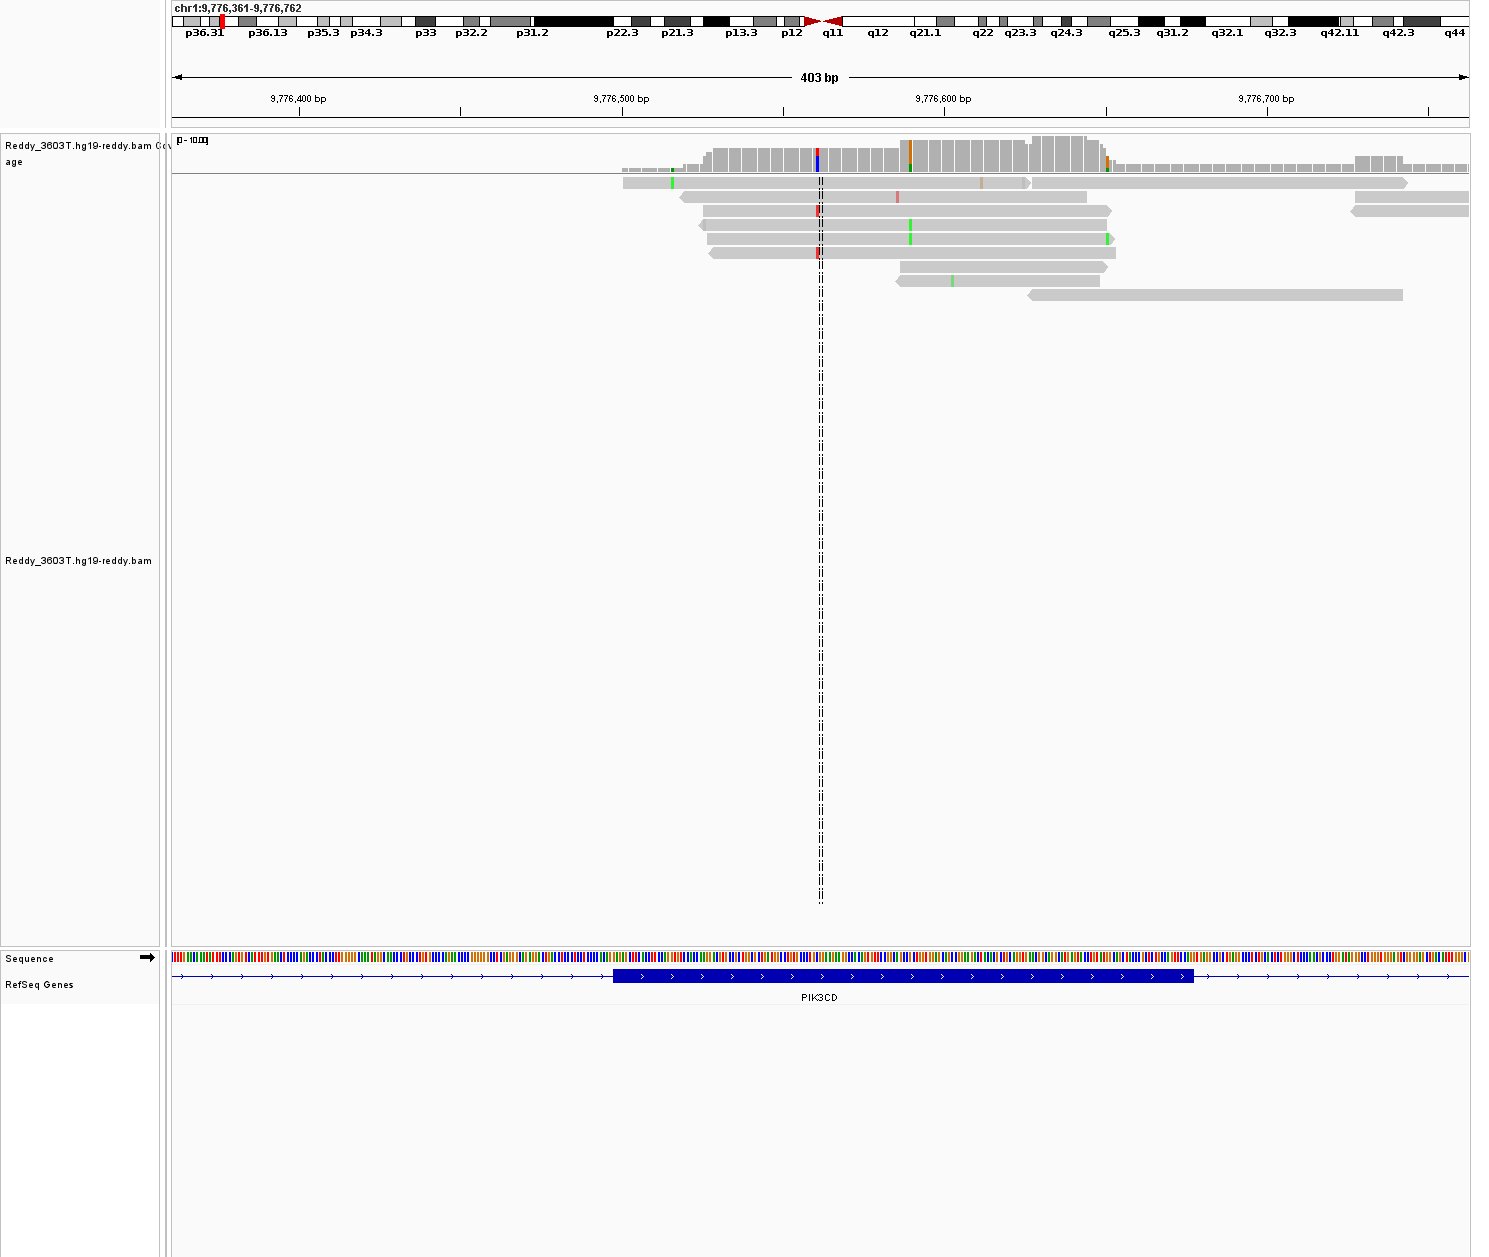 chr1:9,776,361-9,776,762
p36.31 p36.13 p35.3 p34.3 p33 p32.2 p31.2 p22.3 p21.3 p13.3 p12 q11 q12 q21.1 q22 q23.3 q24.3 q25.3 q31.2 q32.1 q32.3 q42.11 q42.3 q44
403 bp
9,776,400 bp 9,776,500 bp 9,776,600 bp 9,776,700 bp
Reddy_3603T.hg19-reddy.bam Cov
age
[0 - 10.00]
Reddy_3603T.hg19-reddy.bam
Sequence
RefSeq Genes
PIK3CD